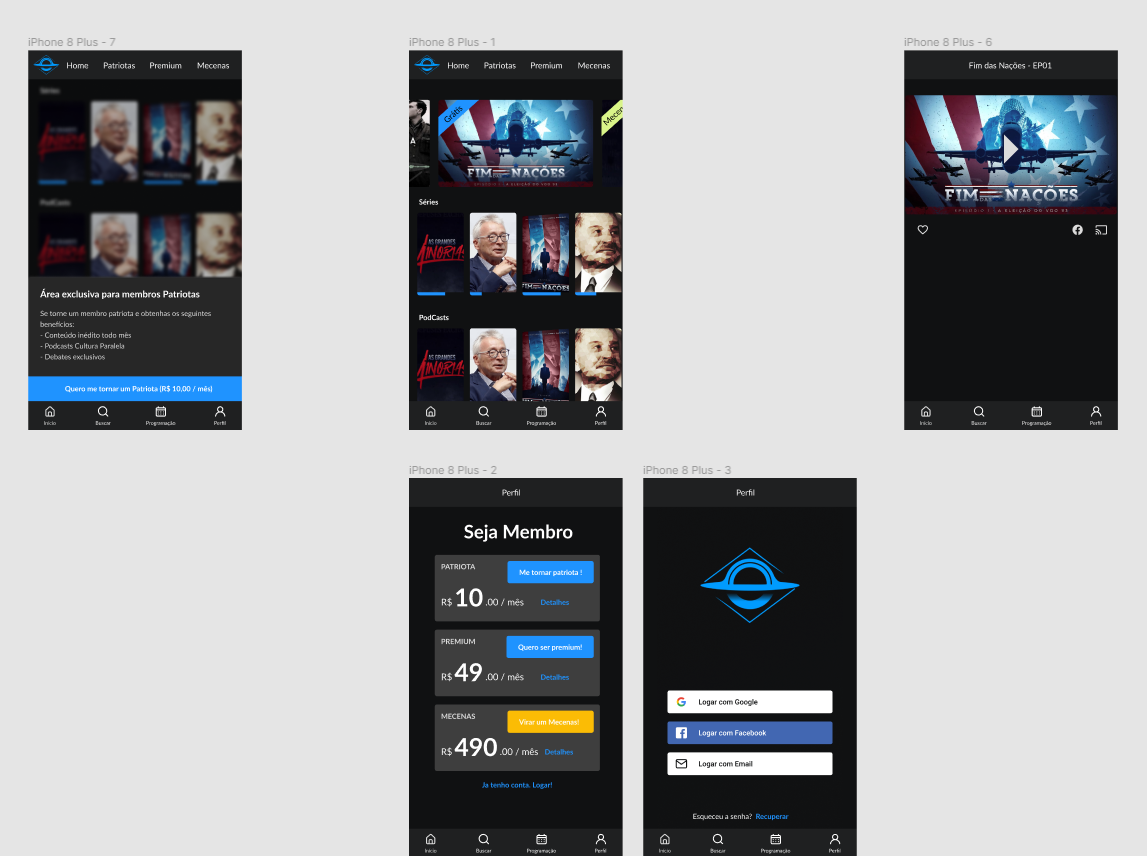 iPhone 8 Plus - 7
Home Patriotas Premium Mecenas
Séries
PodCasts
Área exclusiva para membros Patriotas
Se torne um membro patriota e obtenhas os seguintes
benefícios:
- Conteúdo inédito todo mês
- Podcasts Cultura Paralela
- Debates exclusivos
Quero me tornar um Patriota (R$ 10,00 / mês)
Início Buscar Programação Perfil
iPhone 8 Plus - 1
Home Patriotas Premium Mecenas
A
Grátis
Mecen
FIM DAS NAÇÕES
Séries
AS GRANDES
MINORIAS
NAÇÕES
PodCasts
AS GRANDES
MINORIAS
Início Buscar Programação Perfil
iPhone 8 Plus - 6
Fim das Nações - EP01
FIM DAS NAÇÕES
EPISÓDIO 1 A ELEIÇÃO DO VOO DE
Início Buscar Programação Perfil
iPhone 8 Plus - 2
Perfil
Seja Membro
PATRIOTA
Me tornar patriota !
R$ 10 .00 / mês Detalhes
PREMIUM
Quero ser premium!
R$ 49 .00 / mês Detalhes
MECENAS
Virar um Mecenas!
R$ 490 .00 / mês Detalhes
Ja tenho conta. Logar!
Início Buscar Programação Perfil
iPhone 8 Plus - 3
Perfil
Logar com Google
Logar com Facebook
Logar com Email
Esqueceu a senha? Recuperar
Início Buscar Programação Perfil